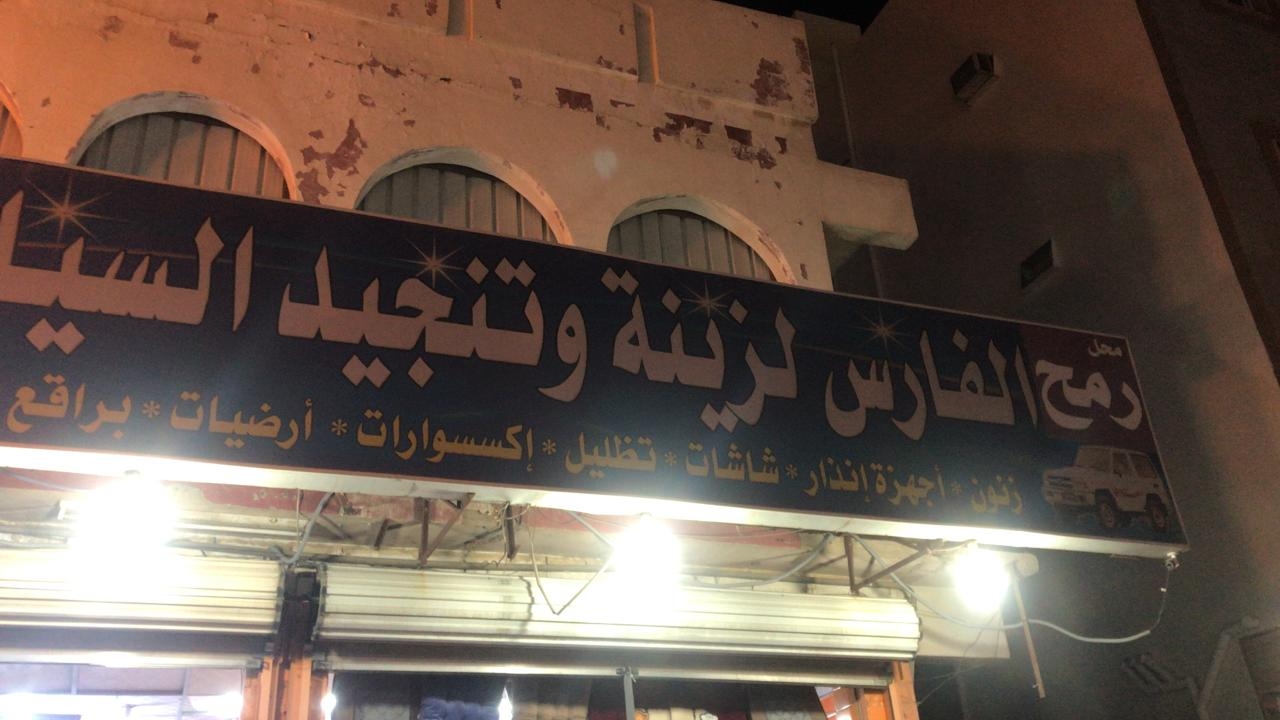 محل
رمح الفارس لزينة وتنجيد
زنون * أجهزة إنذار * شاشات * تظليل * إكسسوارات * أرضيات * براقع